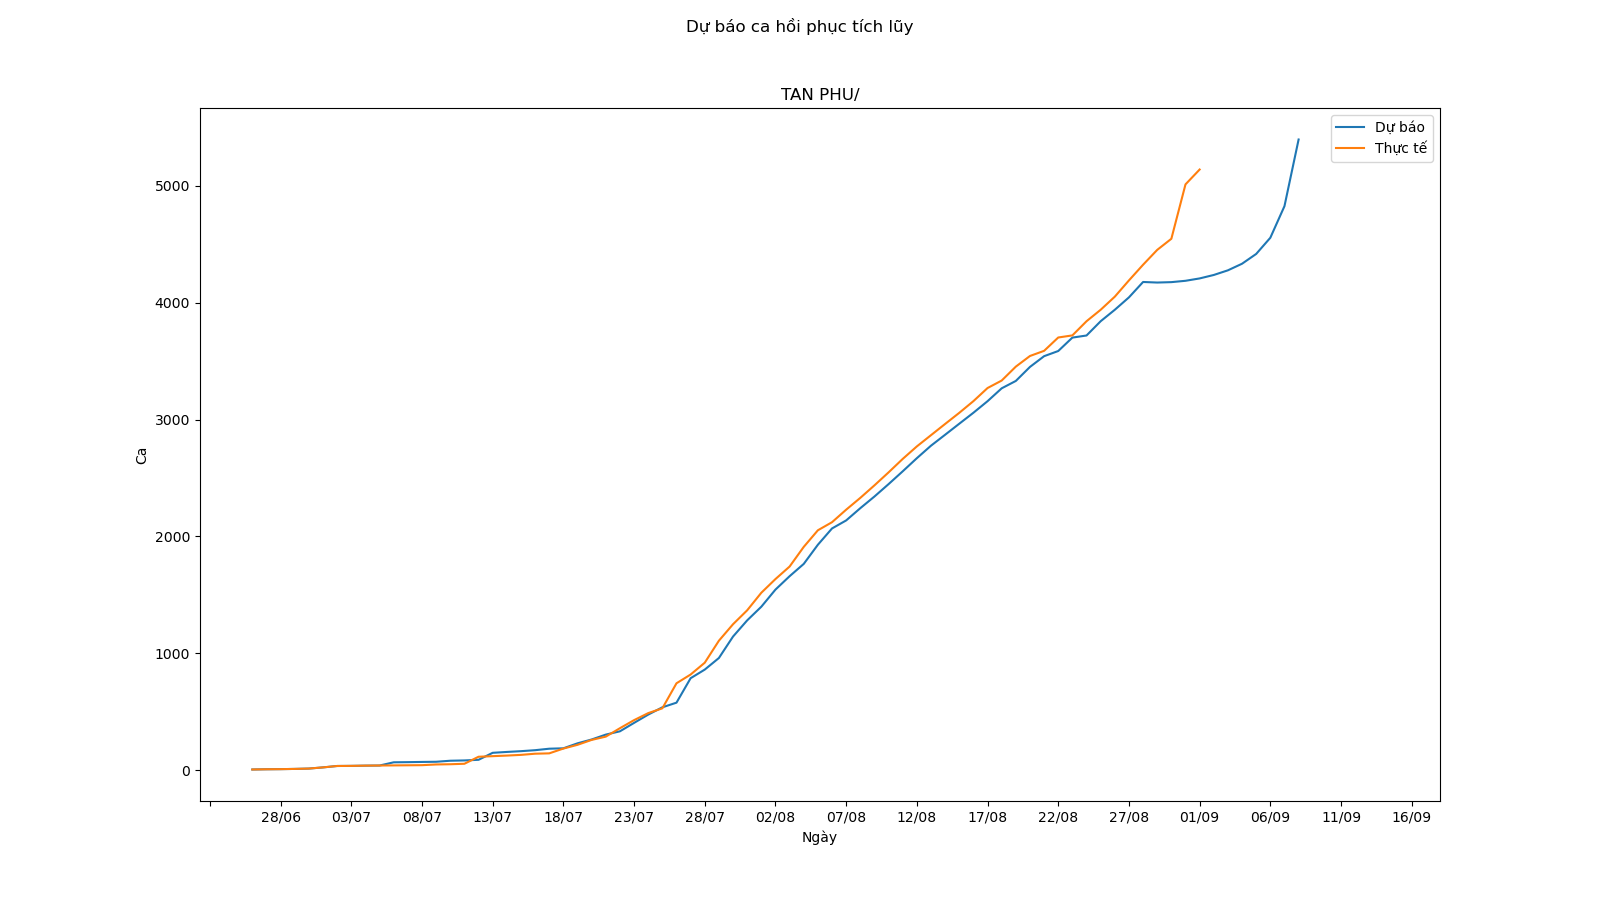 Dự báo ca hồi phục tích lũy
TAN PHU/
Dự báo
Thực tế
5000
4000
3000
2000
1000
0
Ca
28/06 03/07 08/07 13/07 18/07 23/07 28/07 02/08 07/08 12/08 17/08 22/08 27/08 01/09 06/09 11/09 16/09
Ngày